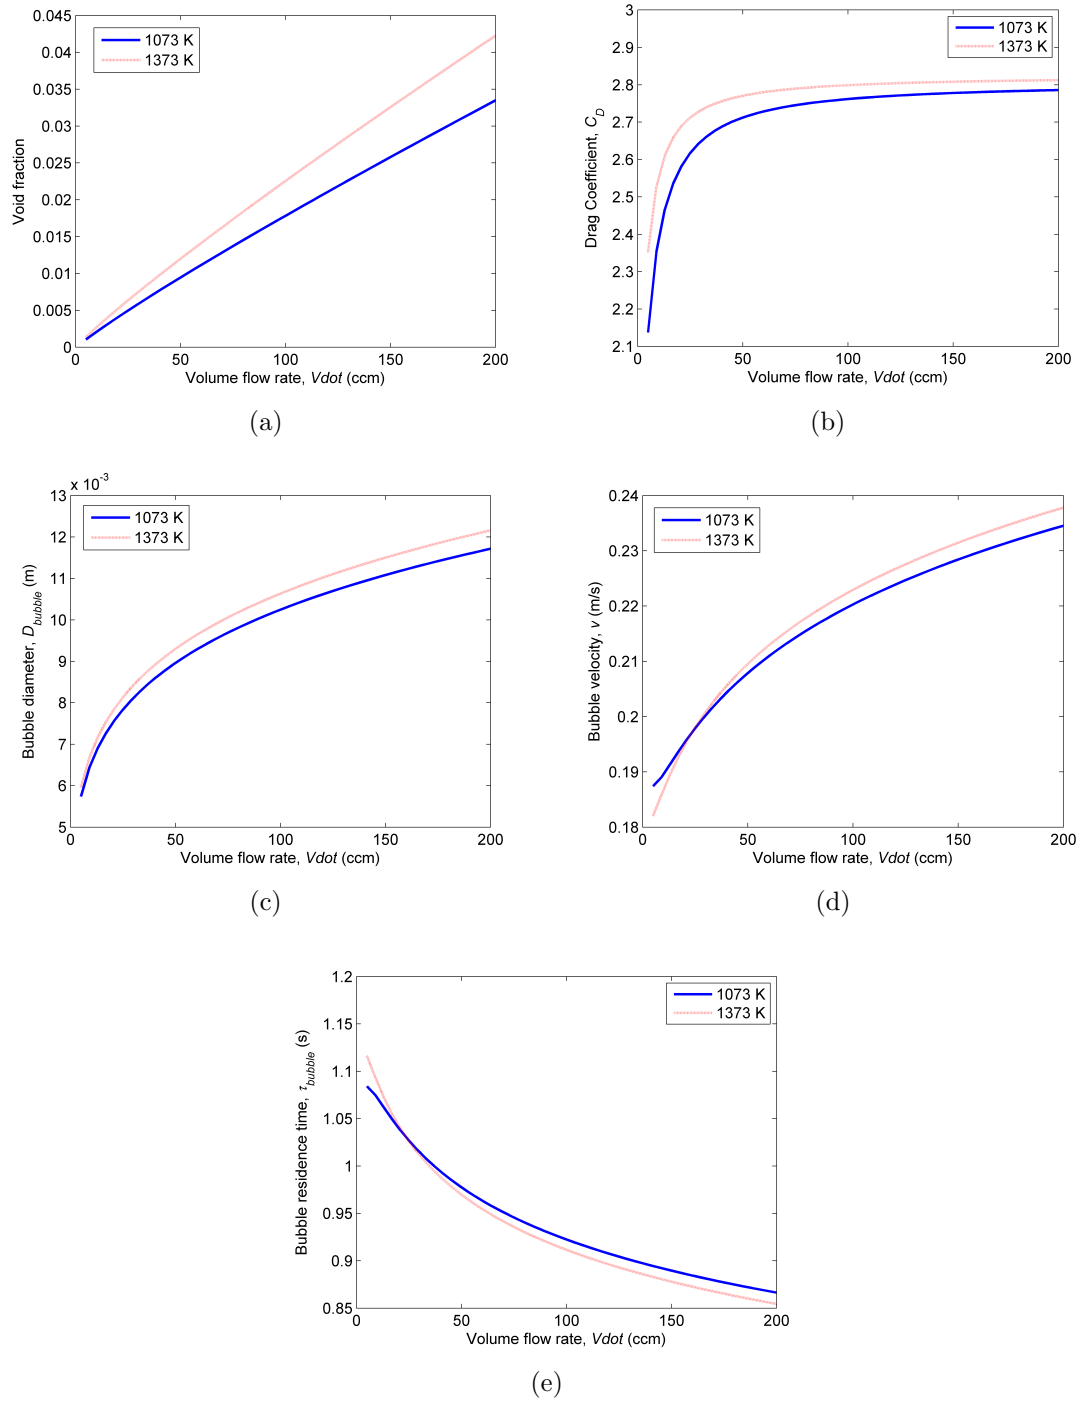 0.045
0.04
0.035
0.03
0.025
0.02
0.015
0.01
0.005
0
Void fraction
1073 K
1373 K
0 50 100 150 200
Volume flow rate, Vdot (ccm)
(a)
3
2.9
2.8
2.7
2.6
2.5
2.4
2.3
2.2
2.1
Drag Coefficient, C_D
1073 K
1373 K
0 50 100 150 200
Volume flow rate, Vdot (ccm)
(b)
x 10^-3
13
12
11
10
9
8
7
6
5
Bubble diameter, D_bubble (m)
1073 K
1373 K
0 50 100 150 200
Volume flow rate, Vdot (ccm)
(c)
0.24
0.23
0.22
0.21
0.2
0.19
0.18
Bubble velocity, v (m/s)
1073 K
1373 K
0 50 100 150 200
Volume flow rate, Vdot (ccm)
(d)
1.2
1.15
1.1
1.05
1
0.95
0.9
0.85
Bubble residence time, τ_bubble (s)
1073 K
1373 K
0 50 100 150 200
Volume flow rate, Vdot (ccm)
(e)